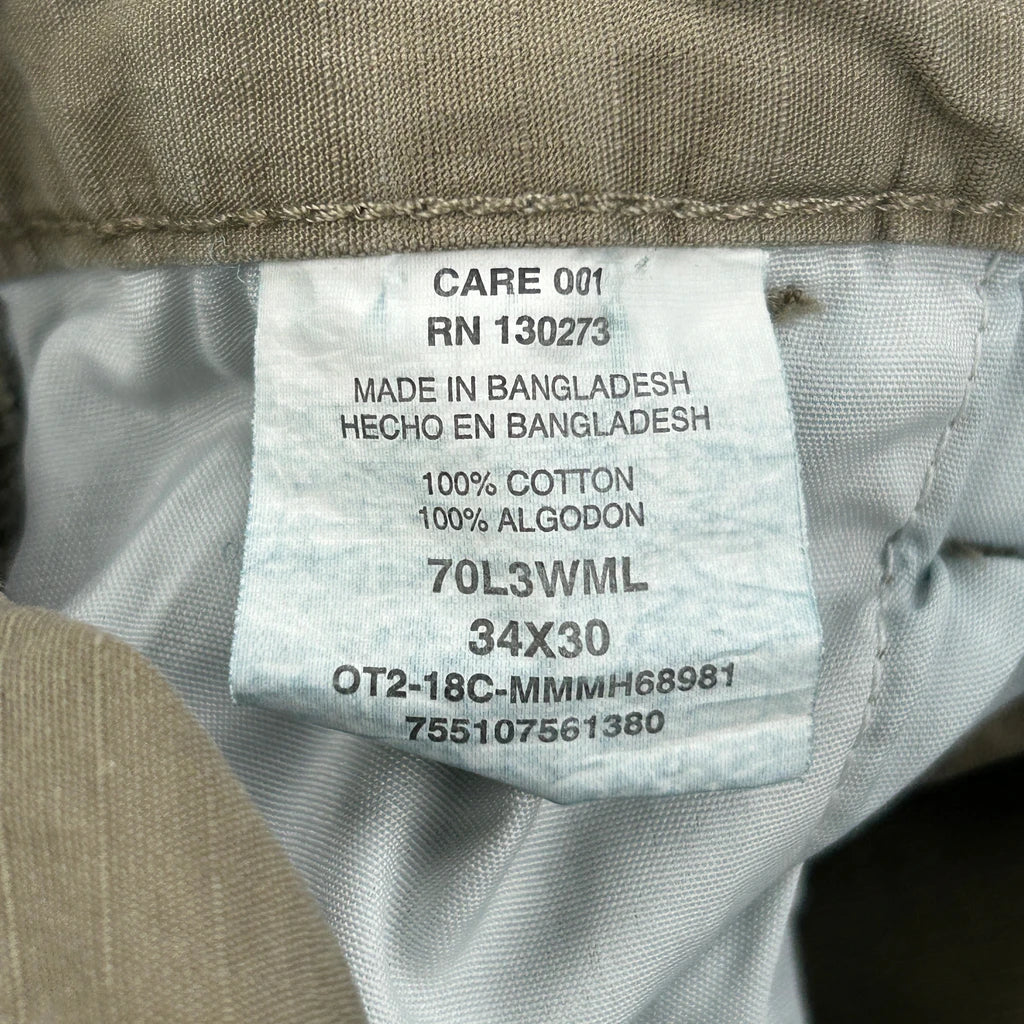 CARE 001
RN 130273
MADE IN BANGLADESH
HECHO EN BANGLADESH
100% COTTON
100% ALGODON
70L3WML
34X30
OT2-18C-MMMH68981
755107561380